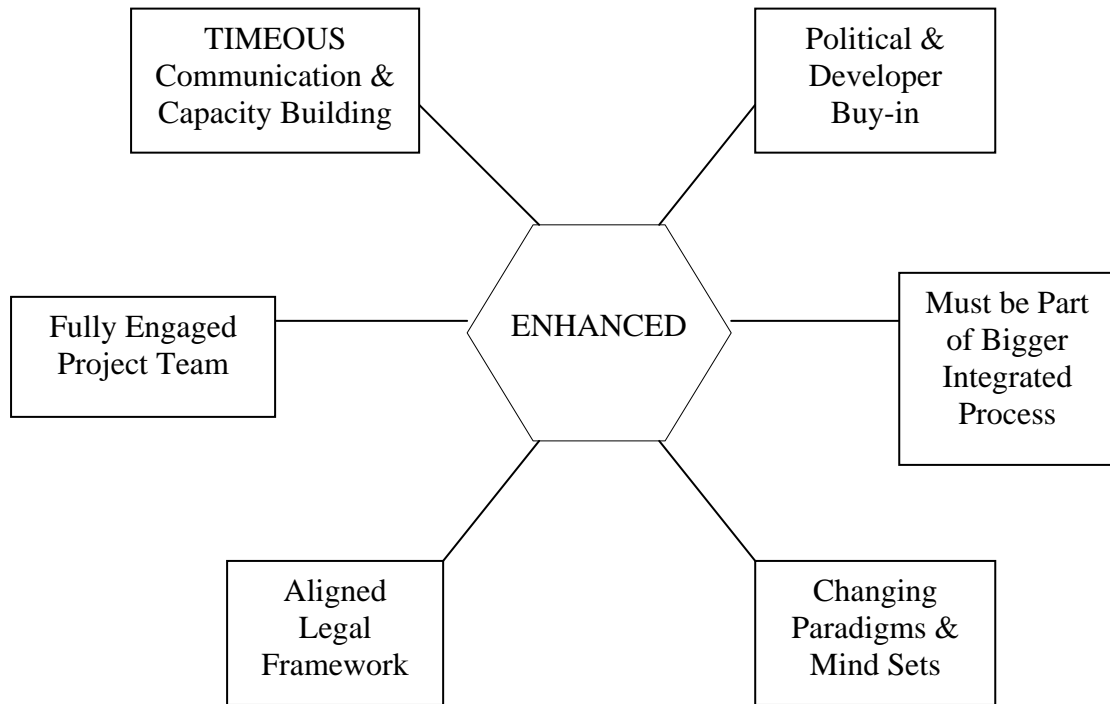 TIMEOUS
Communication &
Capacity Building
Political &
Developer
Buy-in
Fully Engaged
Project Team
ENHANCED
Must be Part
of Bigger
Integrated
Process
Aligned
Legal
Framework
Changing
Paradigms &
Mind Sets